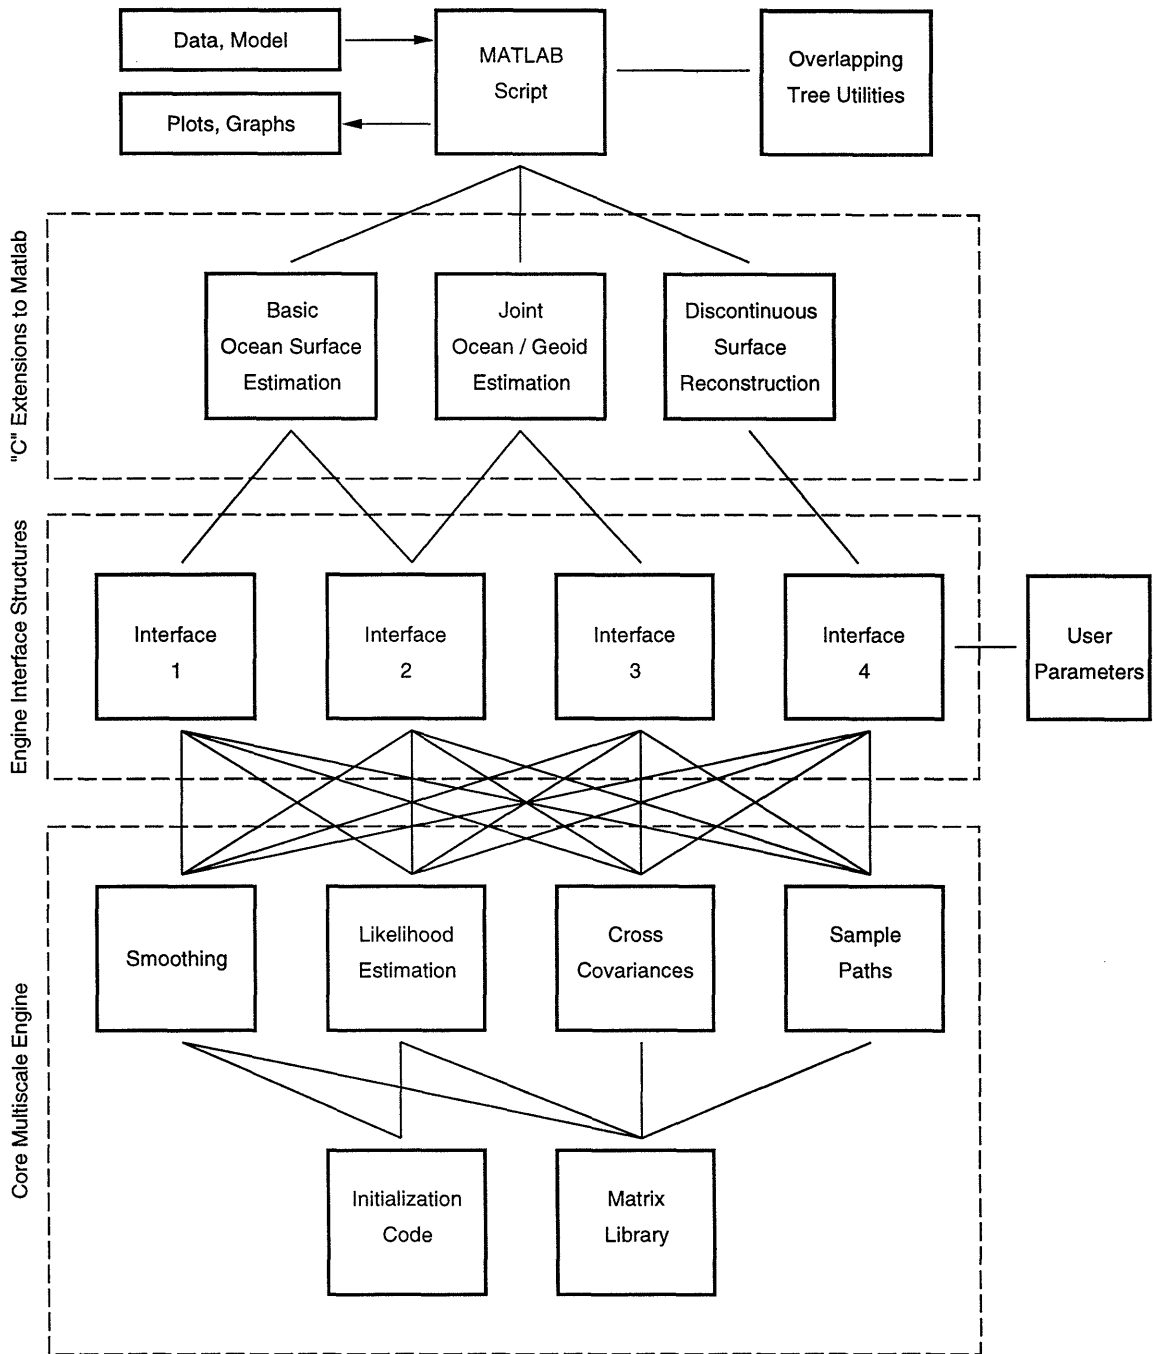 Data, Model
MATLAB
Script
Overlapping
Tree Utilities
Plots, Graphs
"C" Extensions to Matlab
Basic
Ocean Surface
Estimation
Joint
Ocean / Geoid
Estimation
Discontinuous
Surface
Reconstruction
Engine Interface Structures
Interface
1
Interface
2
Interface
3
Interface
4
User
Parameters
Core Multiscale Engine
Smoothing
Likelihood
Estimation
Cross
Covariances
Sample
Paths
Initialization
Code
Matrix
Library